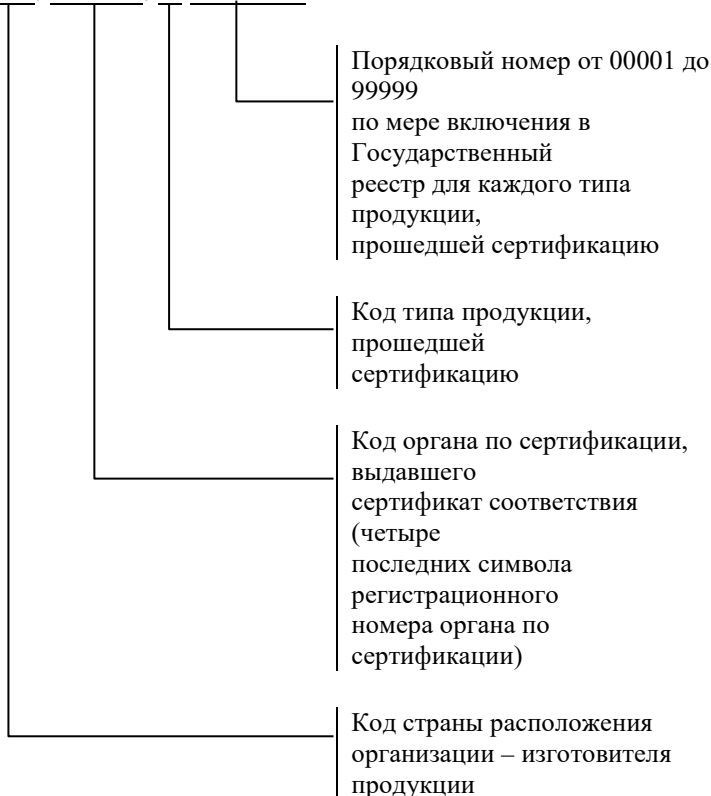 Порядковый номер от 00001 до
99999
по мере включения в
Государственный
реестр для каждого типа
продукции,
прошедшей сертификацию
Код типа продукции,
прошедшей
сертификацию
Код органа по сертификации,
выдавшего
сертификат соответствия
(четыре
последних символа
регистрационного
номера органа по
сертификации)
Код страны расположения
организации – изготовителя
продукции